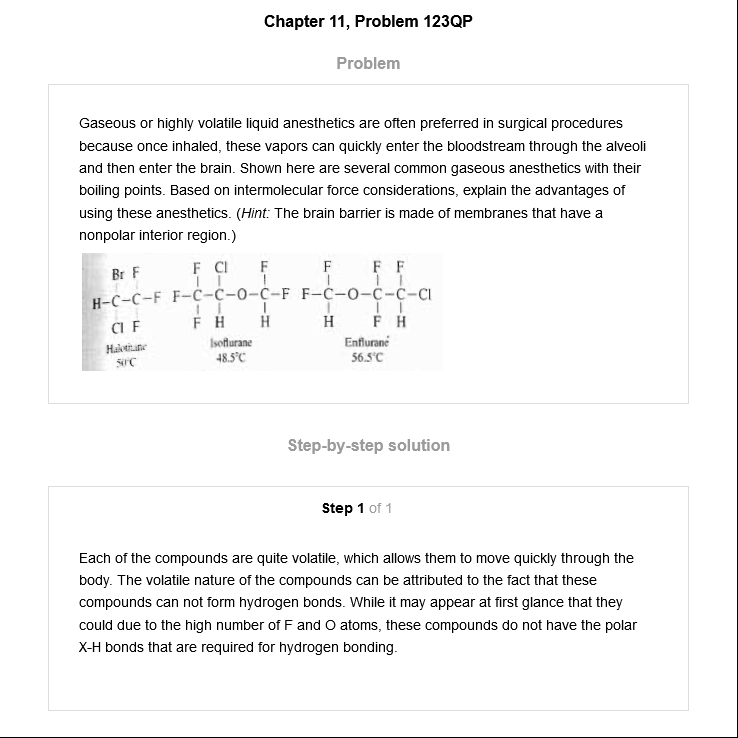 Chapter 11, Problem 123QP
Problem
Gaseous or highly volatile liquid anesthetics are often preferred in surgical procedures
because once inhaled, these vapors can quickly enter the bloodstream through the alveoli
and then enter the brain. Shown here are several common gaseous anesthetics with their
boiling points. Based on intermolecular force considerations, explain the advantages of
using these anesthetics. (Hint: The brain barrier is made of membranes that have a
nonpolar interior region.)
Br F F Cl F F F F
H-C-C-F F-C-C-O-C-F F-C-O-C-C-Cl
Cl F F H H H F H
Halothane Isoflurane Enflurane
50°C 48.5°C 56.5°C
Step-by-step solution
Step 1 of 1
Each of the compounds are quite volatile, which allows them to move quickly through the
body. The volatile nature of the compounds can be attributed to the fact that these
compounds can not form hydrogen bonds. While it may appear at first glance that they
could due to the high number of F and O atoms, these compounds do not have the polar
X-H bonds that are required for hydrogen bonding.